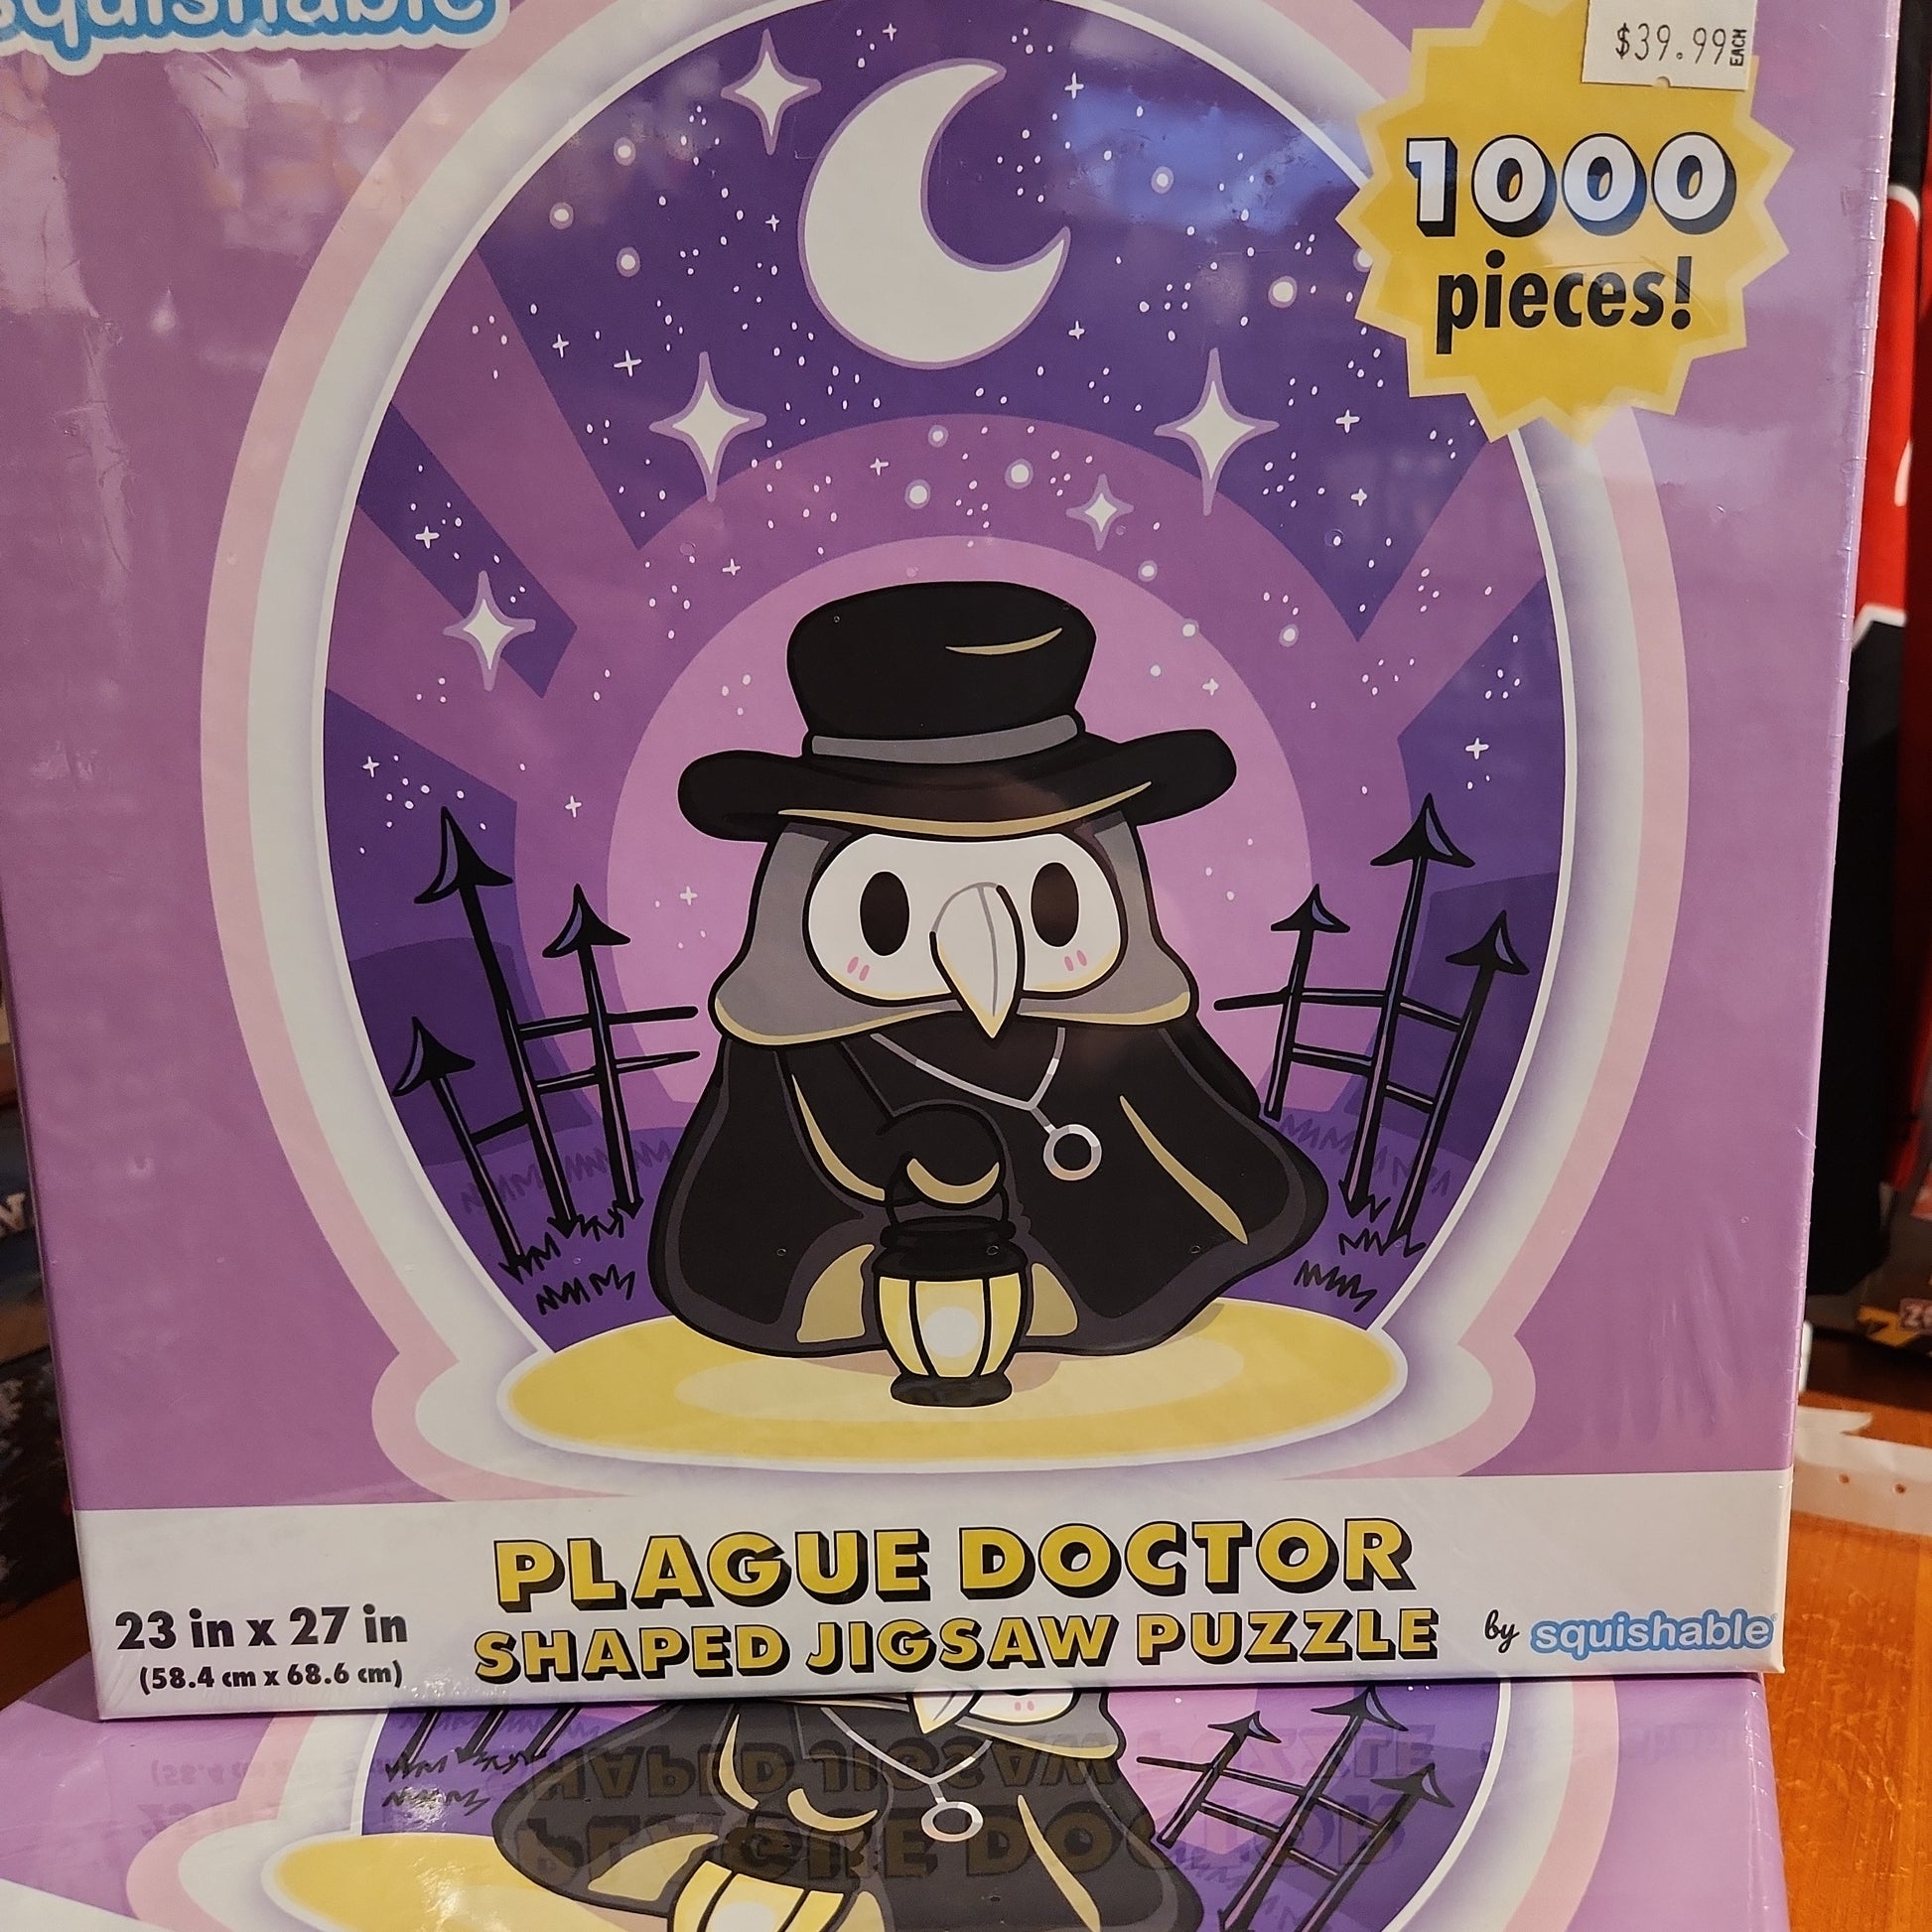 squishable
$39.99 EACH
1000
pieces!
PLAGUE DOCTOR
SHAPED JIGSAW PUZZLE
23 in x 27 in
(58.4 cm x 68.6 cm)
by squishable